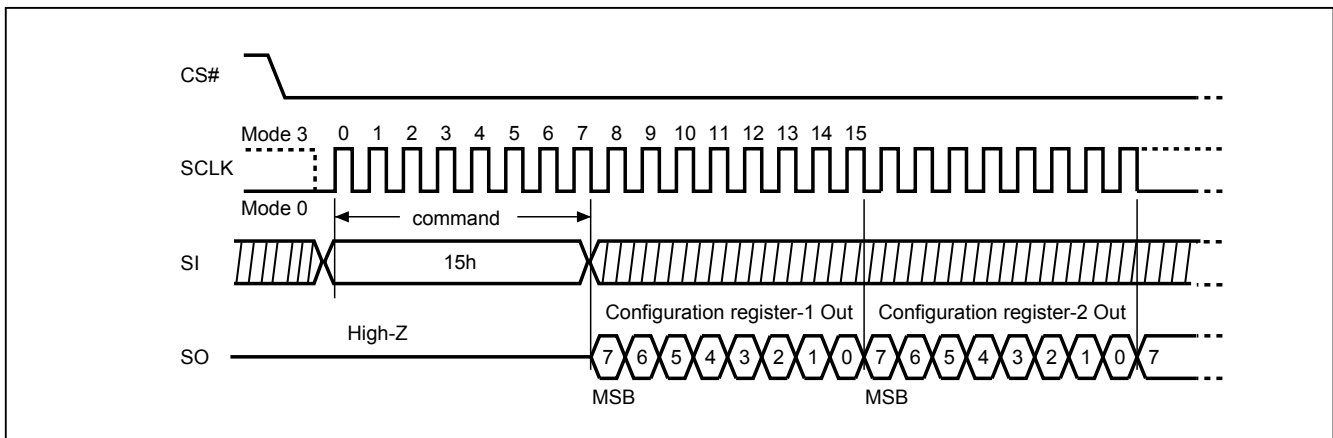 CS#
Mode 3
0 1 2 3 4 5 6 7 8 9 10 11 12 13 14 15
SCLK
Mode 0
command
SI
15h
Configuration register-1 Out
Configuration register-2 Out
High-Z
SO
7 6 5 4 3 2 1 0 7 6 5 4 3 2 1 0 7
MSB
MSB